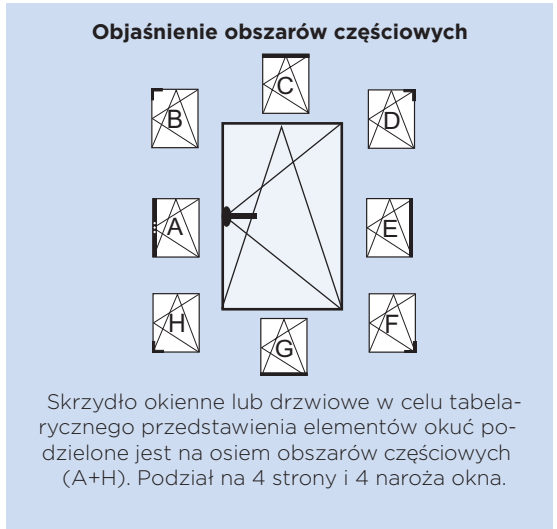 Objaśnienie obszarów częściowych
C
B
D
A
E
H
F
G
Skrzydło okienne lub drzwiowe w celu tabela-
rycznego przedstawienia elementów okuć po-
dzielone jest na osiem obszarów częściowych
(A+H). Podział na 4 strony i 4 naroża okna.